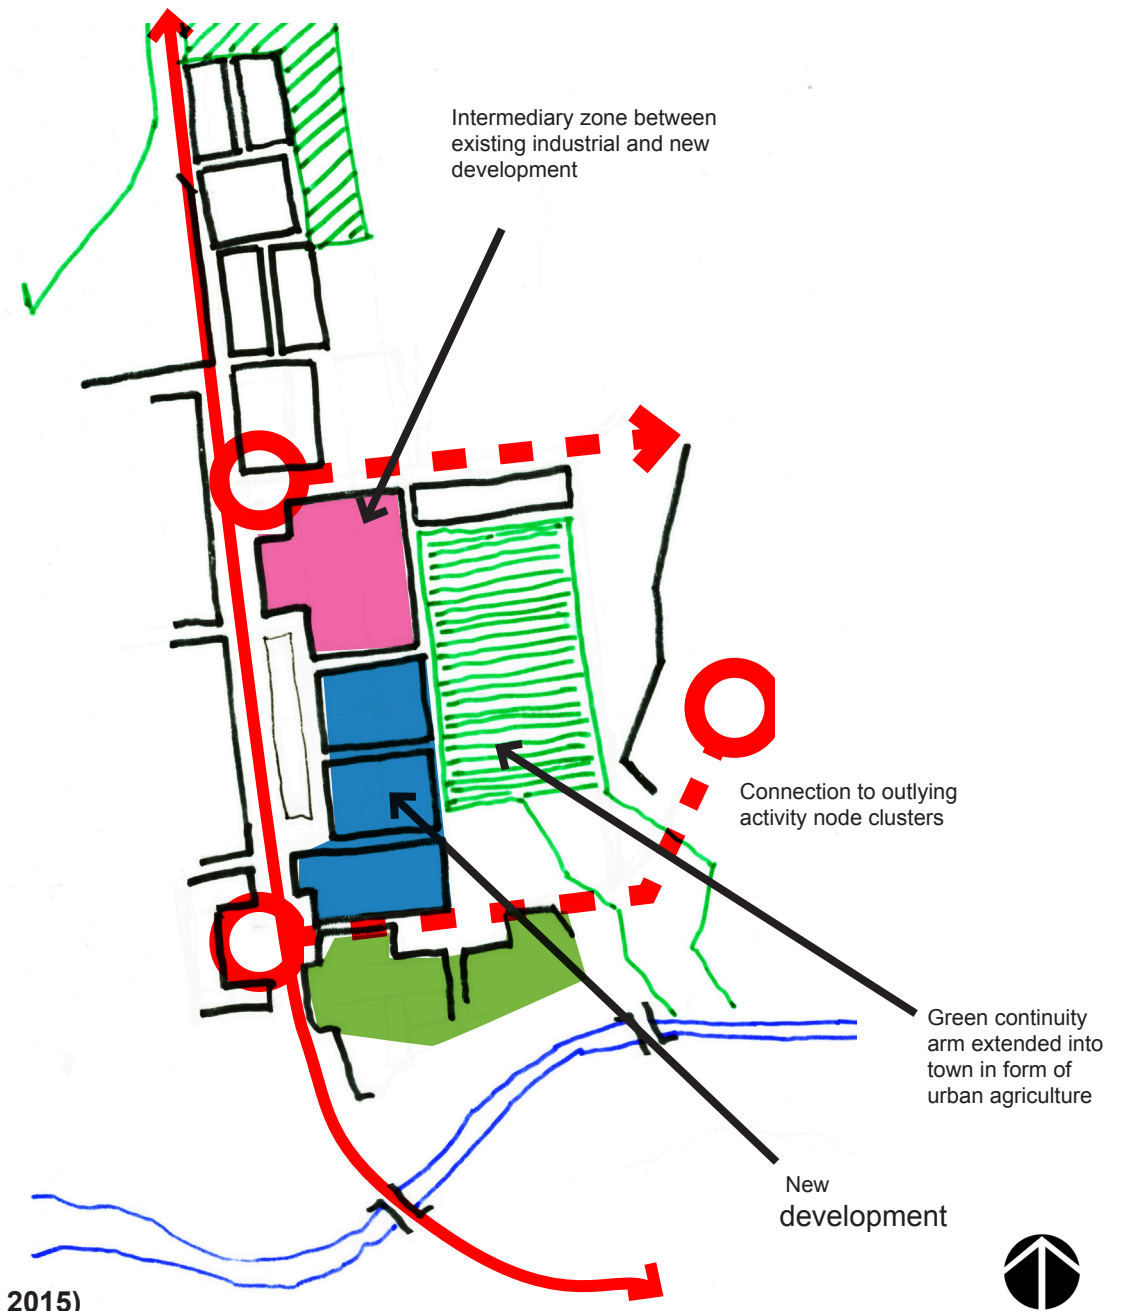 Intermediary zone between
existing industrial and new
development
Connection to outlying
activity node clusters
Green continuity
arm extended into
town in form of
urban agriculture
New
development
2015)